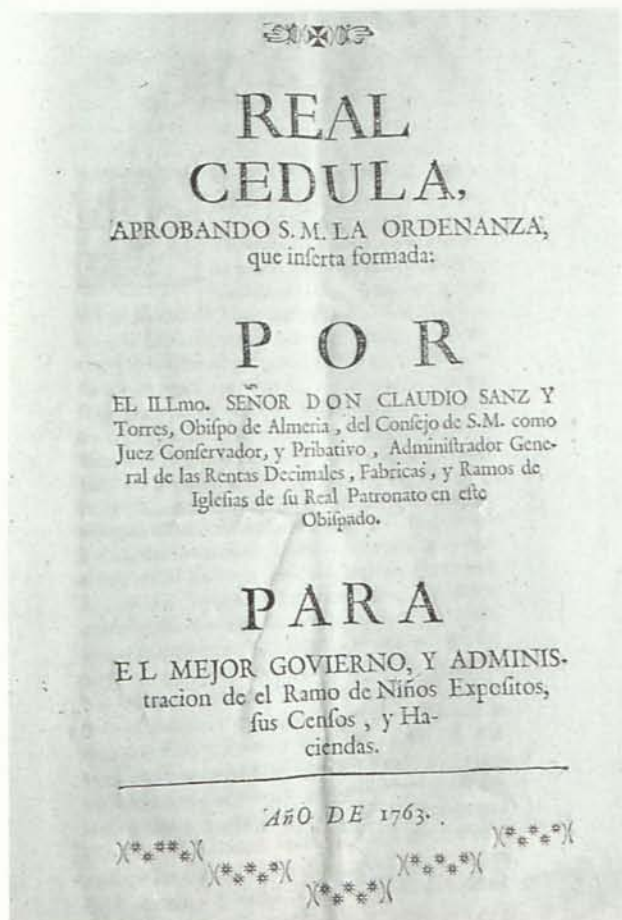 REAL
CEDULA,
APROBANDO S. M. LA ORDENANZA,
que inſerta formada:
POR
EL ILLmo. SEÑOR DON CLAUDIO SANZ Y
Torres, Obiſpo de Almeria, del Conſejo de S.M. como
Juez Conſervador, y Pribativo, Adminiſtrador Gene-
ral de las Rentas Decimales, Fabricas, y Ramos de
Igleſias de ſu Real Patronato en eſte
Obiſpado.
PARA
EL MEJOR GOVIERNO, Y ADMINIS-
tracion de el Ramo de Niños Expoſitos,
ſus Cenſos, y Ha-
ciendas.
AñO DE 1763.